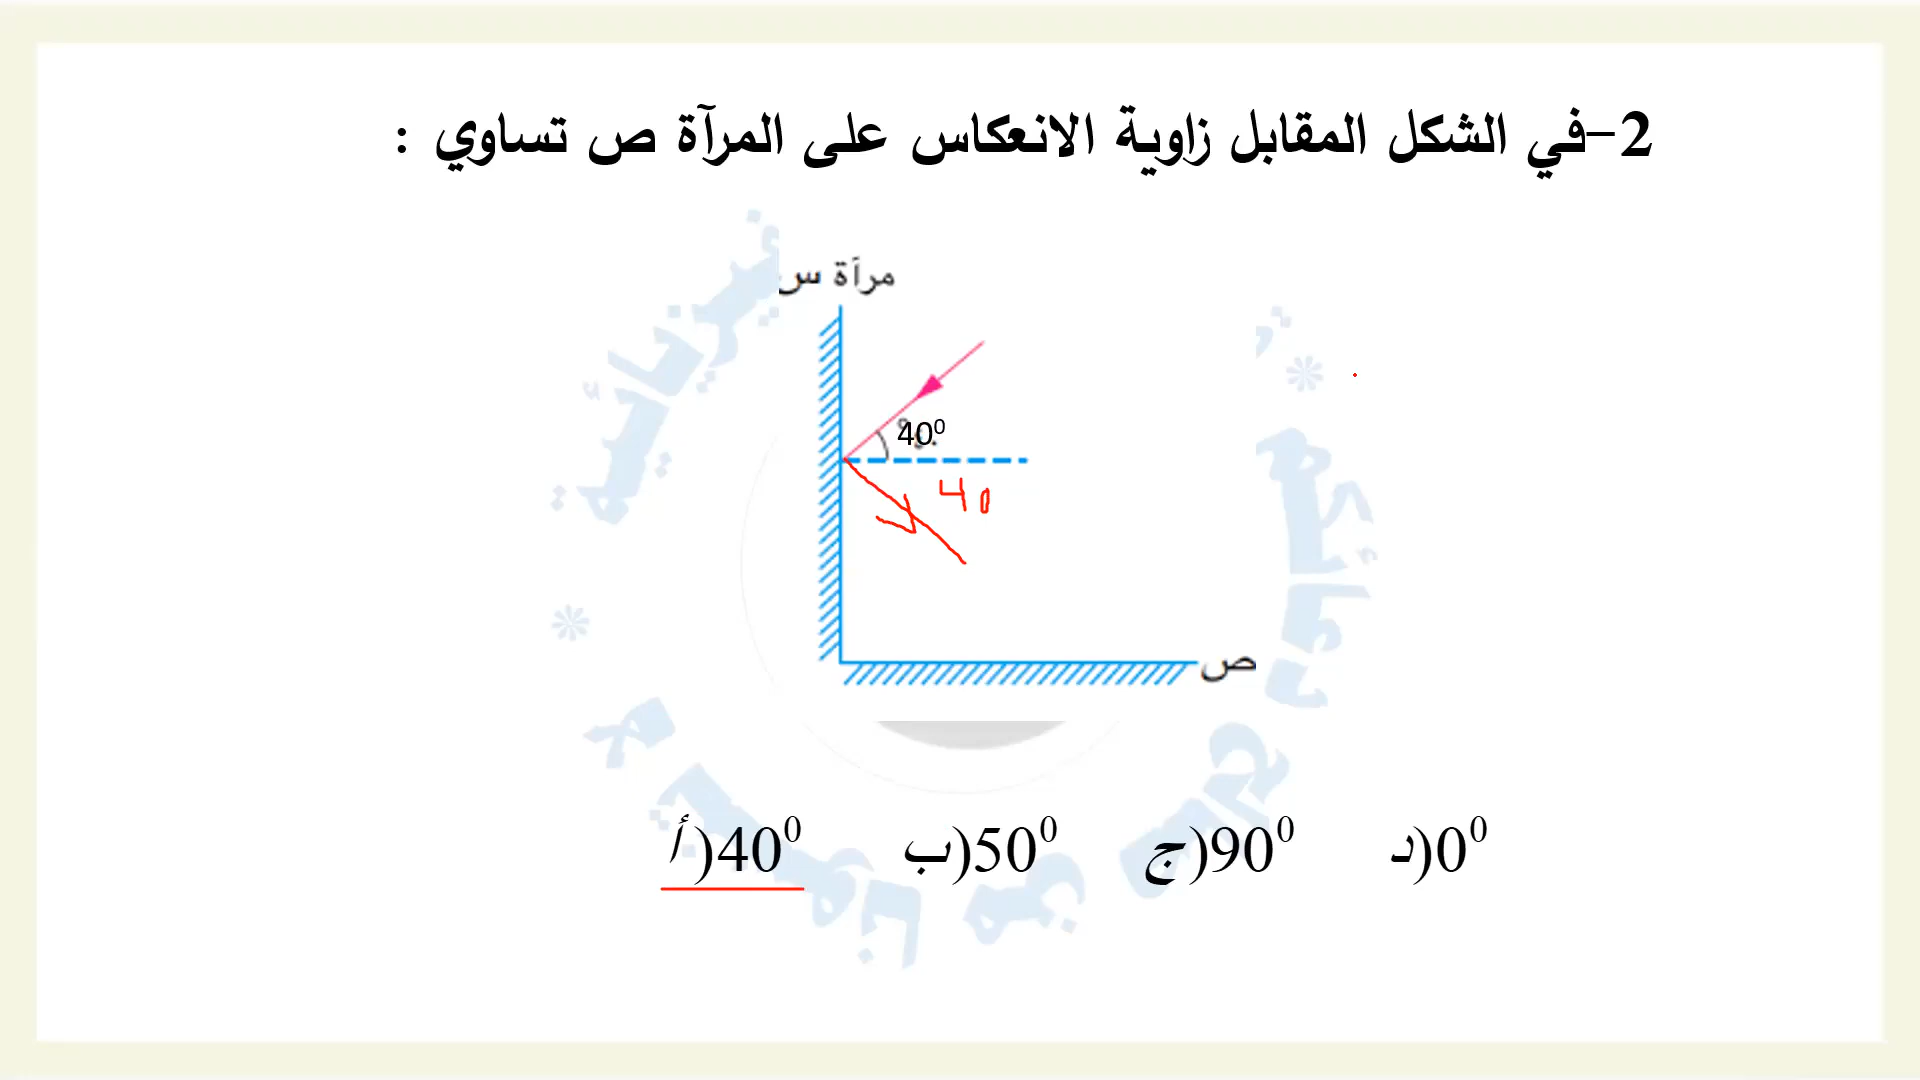 2-في الشكل المقابل زاوية الانعكاس على المرآة ص تساوي :
مرآة س
40⁰
40
ص
أ)40⁰ ب)50⁰ ج)90⁰ د)0⁰